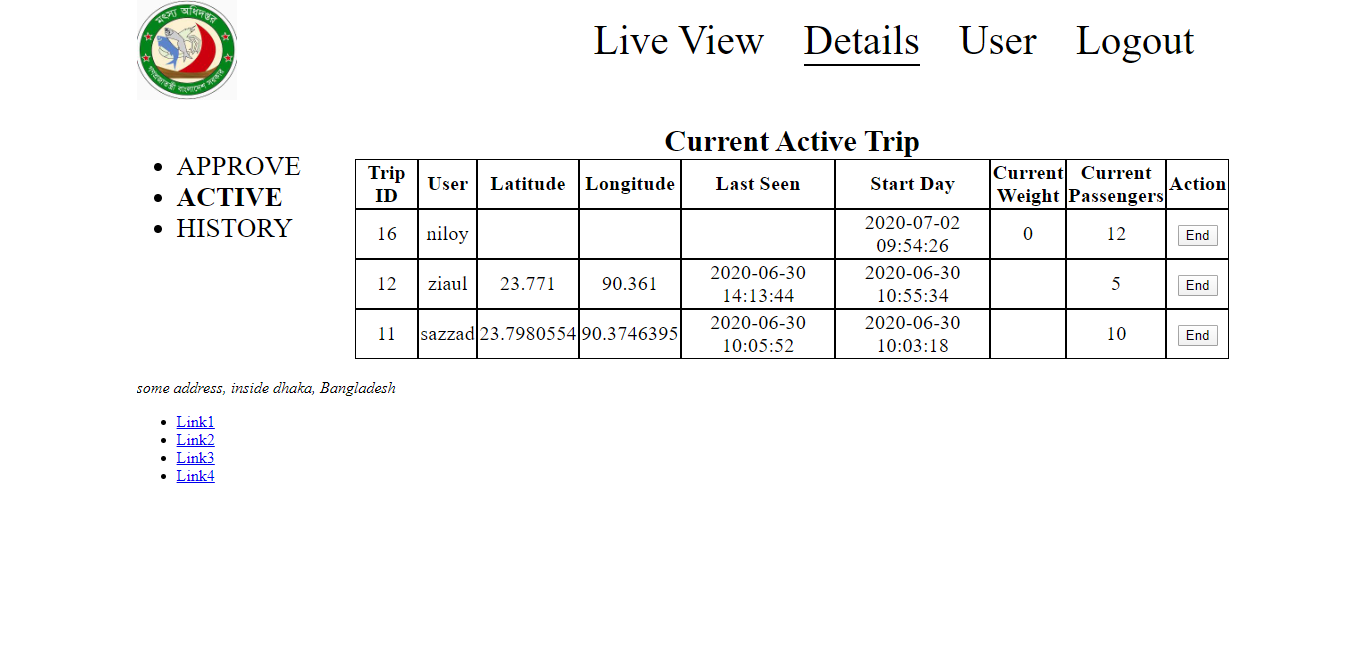 মৎস্য অধিদপ্তর
গণপ্রজাতন্ত্রী বাংলাদেশ সরকার
Live View Details User Logout
Current Active Trip
APPROVE
ACTIVE
HISTORY
Trip ID User Latitude Longitude Last Seen Start Day Current Weight Current Passengers Action
16 niloy 2020-07-02 09:54:26 0 12 End
12 ziaul 23.771 90.361 2020-06-30 14:13:44 2020-06-30 10:55:34 5 End
11 sazzad 23.7980554 90.3746395 2020-06-30 10:05:52 2020-06-30 10:03:18 10 End
some address, inside dhaka, Bangladesh
Link1
Link2
Link3
Link4